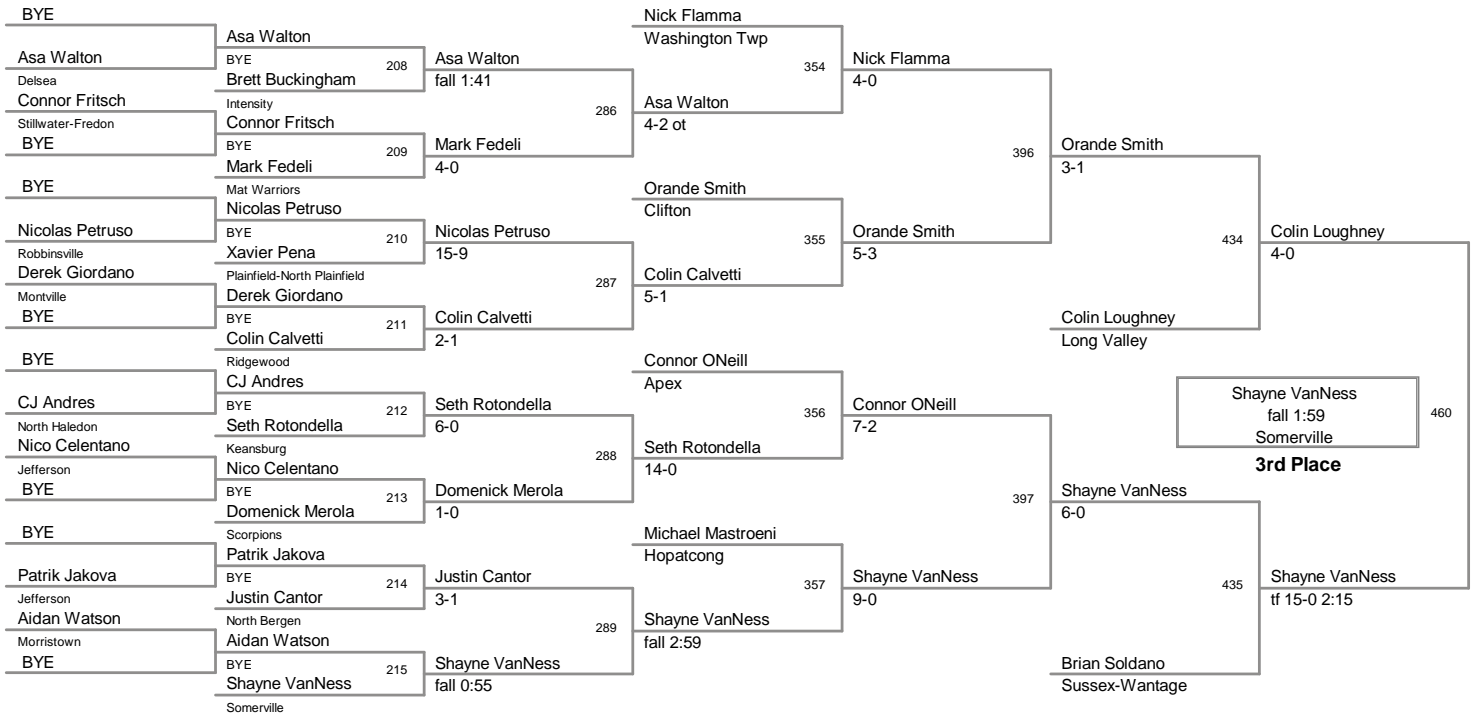 BYE
Asa Walton
Delsea
Connor Fritsch
Stillwater-Fredon
BYE
BYE
Nicolas Petruso
Robbinsville
Derek Giordano
Montville
BYE
BYE
CJ Andres
North Haledon
Nico Celentano
Jefferson
BYE
BYE
Patrik Jakova
Jefferson
Aidan Watson
Morristown
BYE
Asa Walton
BYE
208
Brett Buckingham
Intensity
Connor Fritsch
BYE
209
Mark Fedeli
Mat Warriors
Nicolas Petruso
BYE
210
Xavier Pena
Plainfield-North Plainfield
Derek Giordano
BYE
211
Colin Calvetti
Ridgewood
CJ Andres
BYE
212
Seth Rotondella
Keansburg
Nico Celentano
BYE
213
Domenick Merola
Scorpions
Patrik Jakova
BYE
214
Justin Cantor
North Bergen
Aidan Watson
BYE
215
Shayne VanNess
Somerville
Asa Walton
fall 1:41
286
Mark Fedeli
4-0
Nicolas Petruso
15-9
287
Colin Calvetti
2-1
Seth Rotondella
6-0
288
Domenick Merola
1-0
Justin Cantor
3-1
289
Shayne VanNess
fall 0:55
Nick Flamma
Washington Twp
354
Asa Walton
4-2 ot
Orande Smith
Clifton
355
Colin Calvetti
5-1
Connor ONeill
Apex
356
Seth Rotondella
14-0
Michael Mastroeni
Hopatcong
357
Shayne VanNess
fall 2:59
Nick Flamma
4-0
396
Orande Smith
5-3
Connor ONeill
7-2
397
Shayne VanNess
9-0
Orande Smith
3-1
434
Colin Loughney
Long Valley
Shayne VanNess
6-0
435
Brian Soldano
Sussex-Wantage
Colin Loughney
4-0
Shayne VanNess
fall 1:59
Somerville
460
3rd Place
Shayne VanNess
tf 15-0 2:15